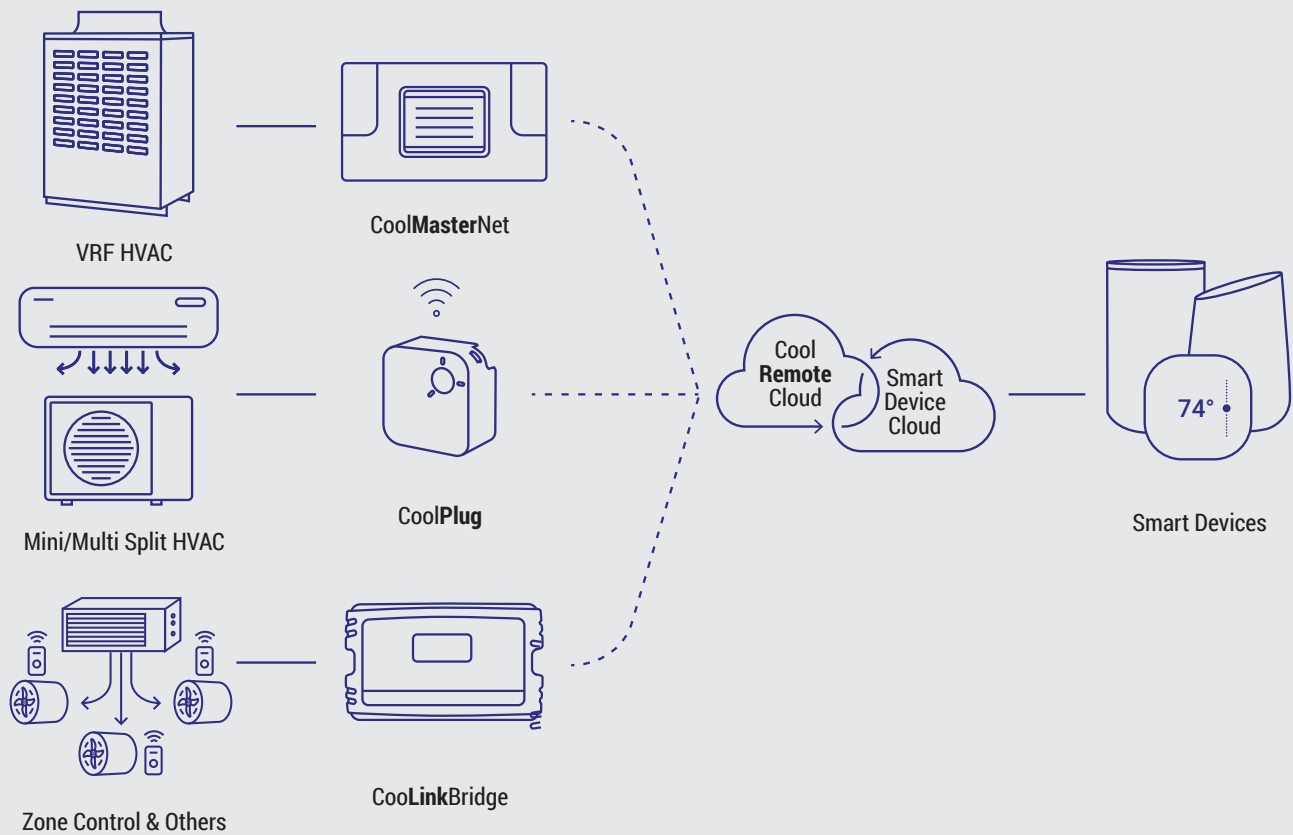 VRF HVAC
CoolMasterNet
Mini/Multi Split HVAC
CoolPlug
Zone Control & Others
CooLinkBridge
Cool
Remote
Cloud
Smart
Device
Cloud
74°
Smart Devices